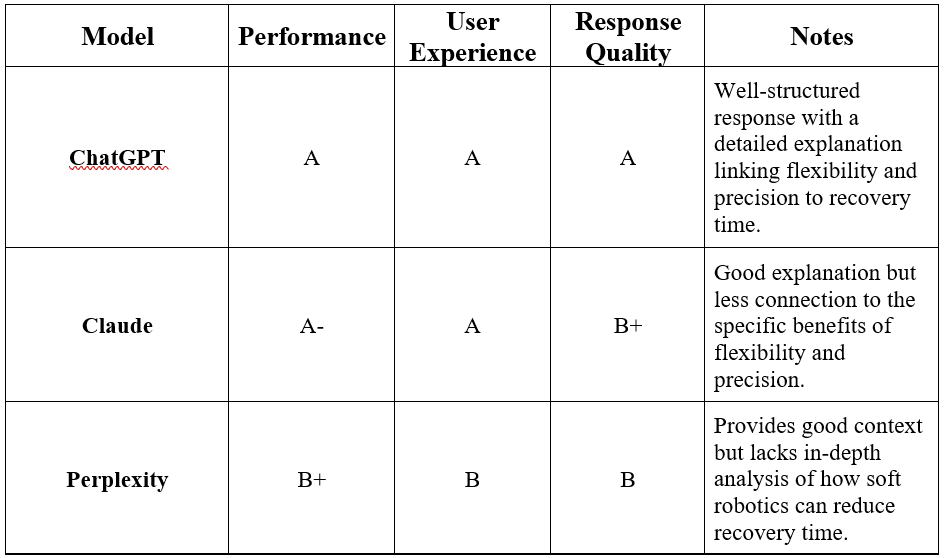 Model Performance User Experience Response Quality Notes
ChatGPT A A A
Well-structured
response with a
detailed explanation
linking flexibility and
precision to recovery
time.
Claude A- A B+
Good explanation but
less connection to the
specific benefits of
flexibility and
precision.
Perplexity B+ B B
Provides good context
but lacks in-depth
analysis of how soft
robotics can reduce
recovery time.